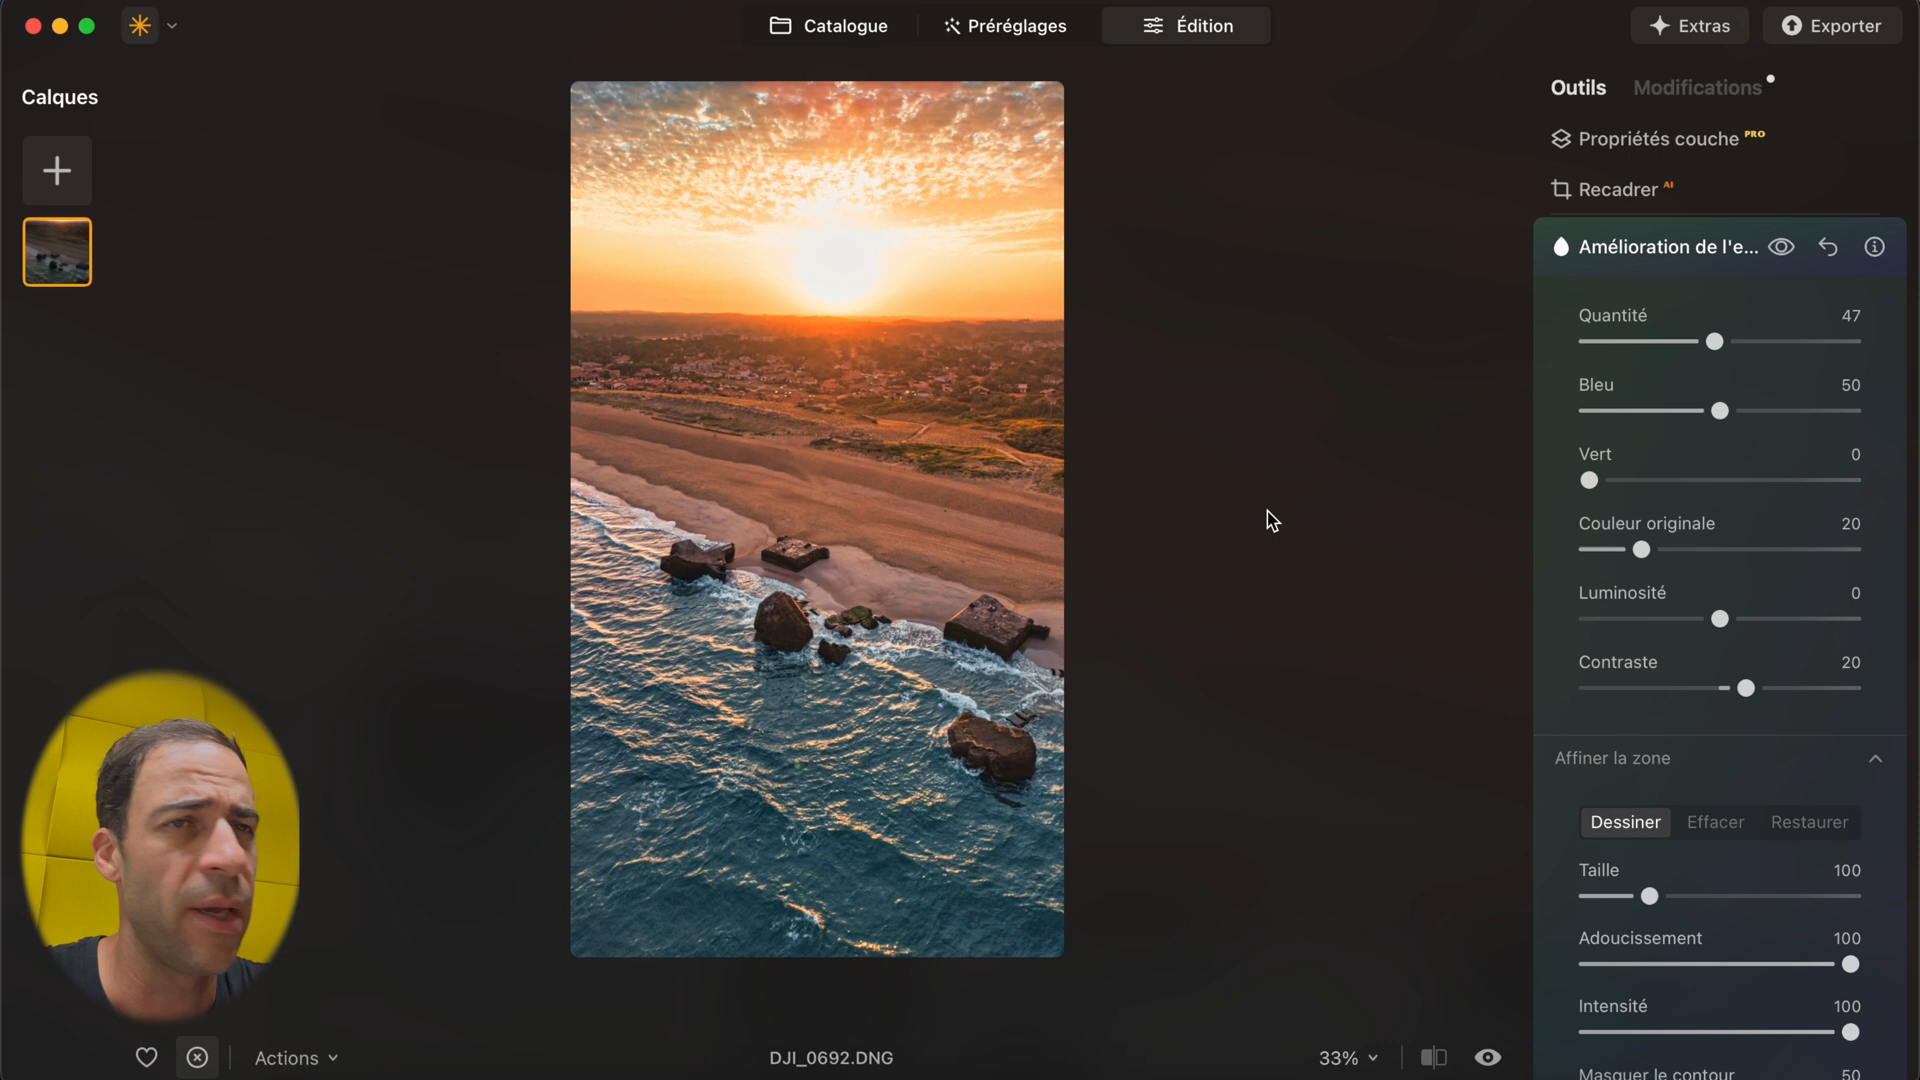 Catalogue
Préréglages
Édition
Extras
Exporter
Calques
Outils
Modifications
Propriétés couche PRO
Recadrer AI
Amélioration de l'e...
Quantité 47
Bleu 50
Vert 0
Couleur originale 20
Luminosité 0
Contraste 20
Affiner la zone
Dessiner Effacer Restaurer
Taille 100
Adoucissement 100
Intensité 100
Masquer le contour 50
Actions
DJI_0692.DNG
33%